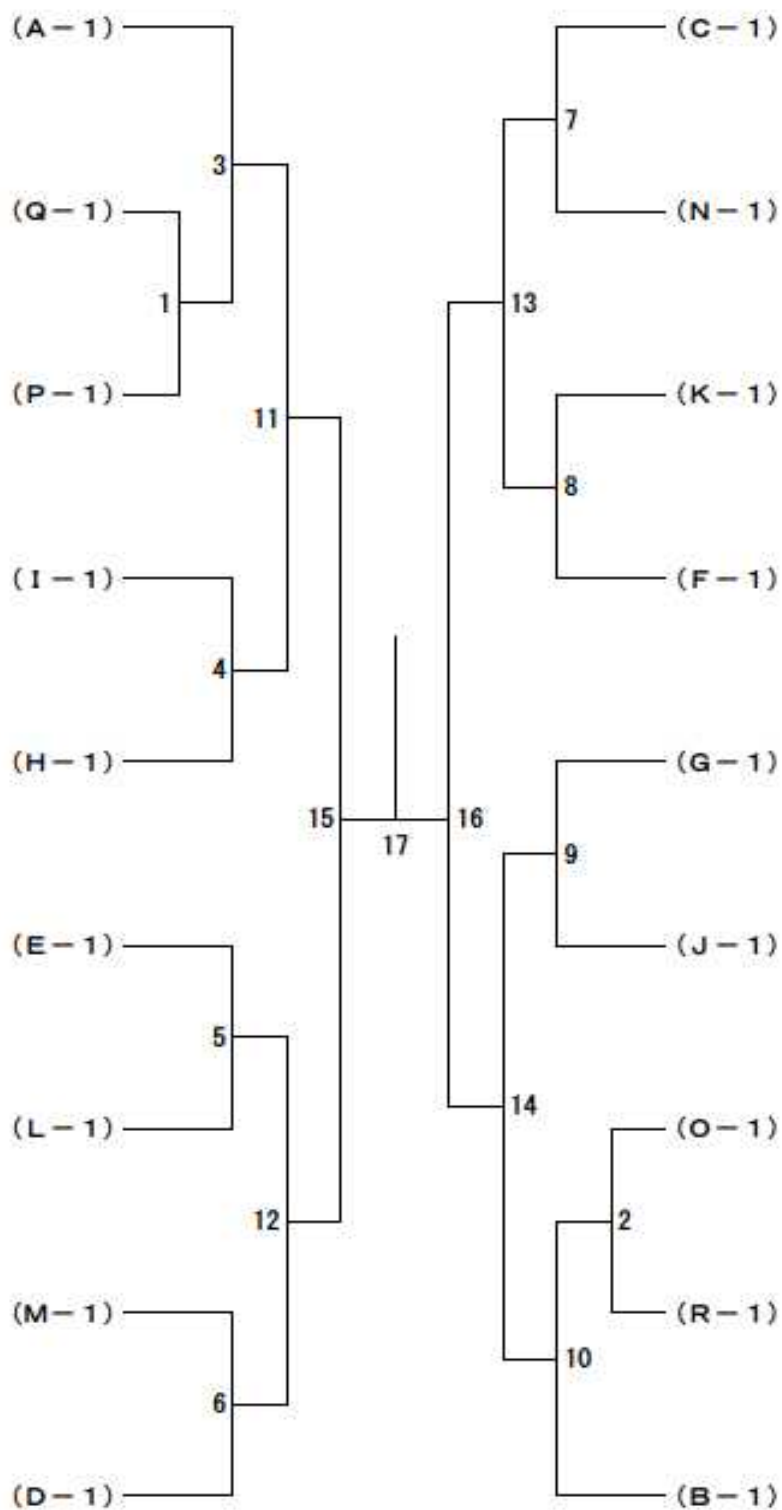 (A-1)
(C-1)
7
3
(Q-1)
(N-1)
1
13
(P-1)
(K-1)
11
8
(I-1)
(F-1)
4
(H-1)
(G-1)
15
16
17
9
(E-1)
(J-1)
5
14
(L-1)
(O-1)
12
2
(M-1)
(R-1)
10
6
(D-1)
(B-1)